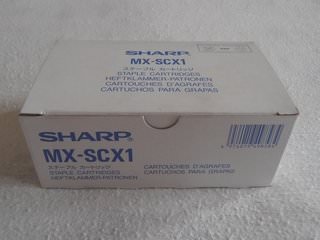 SHARP
MX-SCX1
ステープル カートリッジ
STAPLE CARTRIDGES
HEFTKLAMMER-PATRONEN
CARTOUCHES D'AGRAFES
CARTUCHOS PARA GRAPAS
SHARP®
MX-SCX1
ステープル カートリッジ
STAPLE CARTRIDGES
HEFTKLAMMER-PATRONEN
CARTOUCHES D'AGRAFES
CARTUCHOS PARA GRAPAS